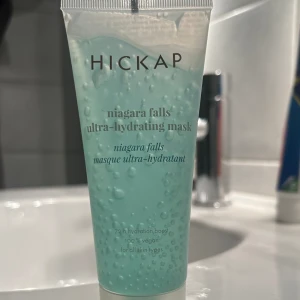 HICKAP
niagara falls
ultra-hydrating mask
niagara falls
masque ultra-hydratant